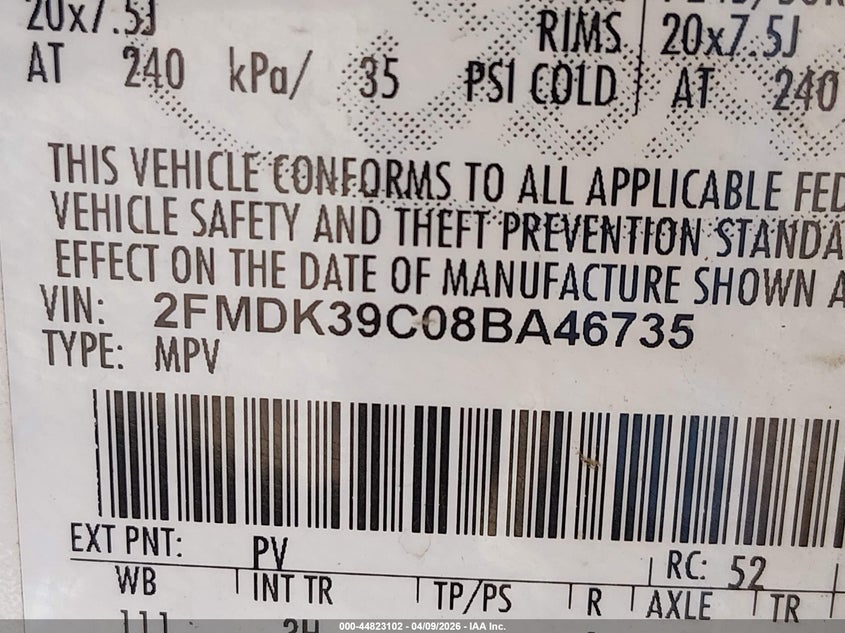 20x7.5J
RIMS 20x7.5J
AT 240 kPa/ 35 PSI COLD AT 240
THIS VEHICLE CONFORMS TO ALL APPLICABLE FED
VEHICLE SAFETY AND THEFT PREVENTION STANDA
EFFECT ON THE DATE OF MANUFACTURE SHOWN A
VIN: 2FMDK39C08BA46735
TYPE: MPV
EXT PNT: PV RC: 52
WB INT TR TP/PS R AXLE TR
111 2H
000-44823102 - 04/09/2026 - IAA Inc.